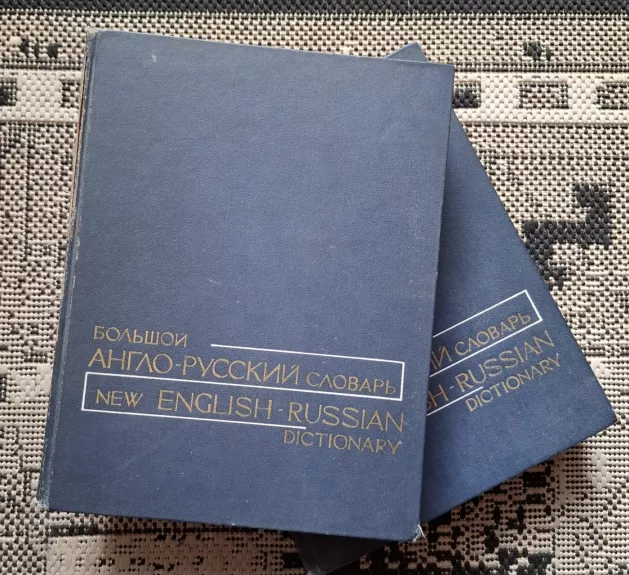 БОЛЬШОЙ
АНГЛО-РУССКИЙ СЛОВАРЬ
NEW ENGLISH-RUSSIAN
DICTIONARY
СЛОВАРЬ
RUSSIAN
DICTIONARY